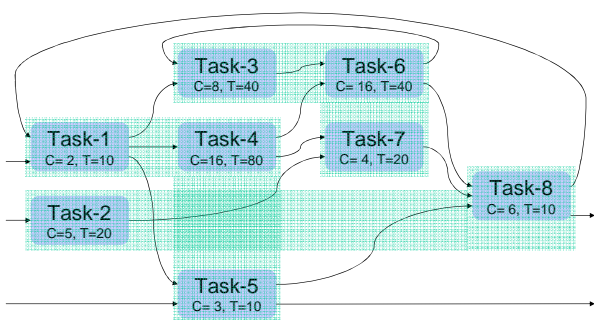 Task-3
C=8, T=40
Task-6
C= 16, T=40
Task-1
C= 2, T=10
Task-4
C=16, T=80
Task-7
C= 4, T=20
Task-8
C= 6, T=10
Task-2
C=5, T=20
Task-5
C= 3, T=10